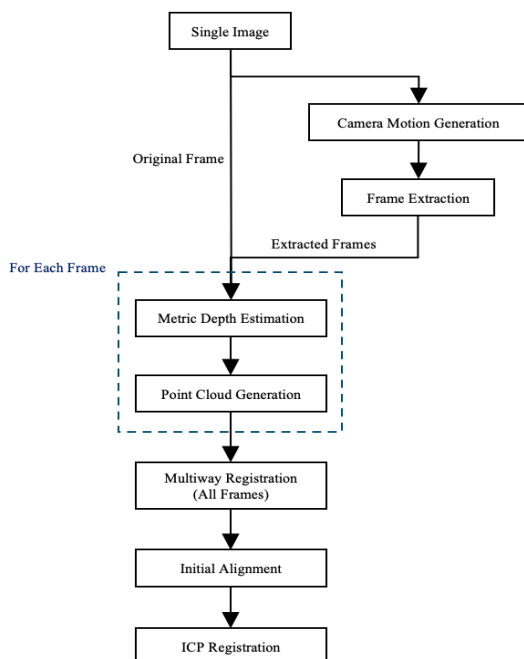 Single Image
Camera Motion Generation
Original Frame
Frame Extraction
Extracted Frames
For Each Frame
Metric Depth Estimation
Point Cloud Generation
Multiway Registration
(All Frames)
Initial Alignment
ICP Registration